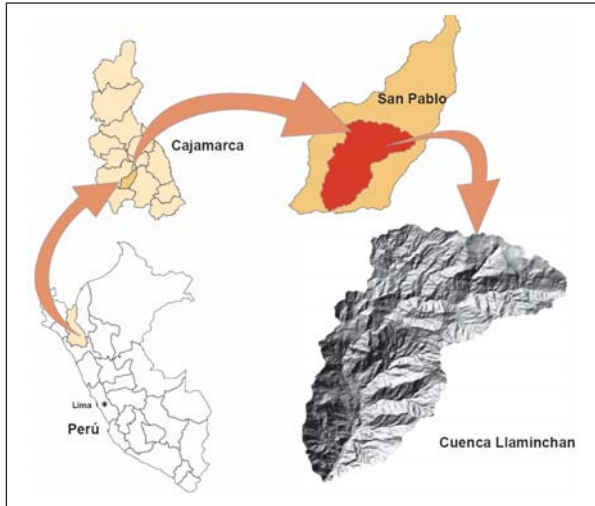 San Pablo
Cajamarca
Lima
Perú
Cuenca Llaminchan